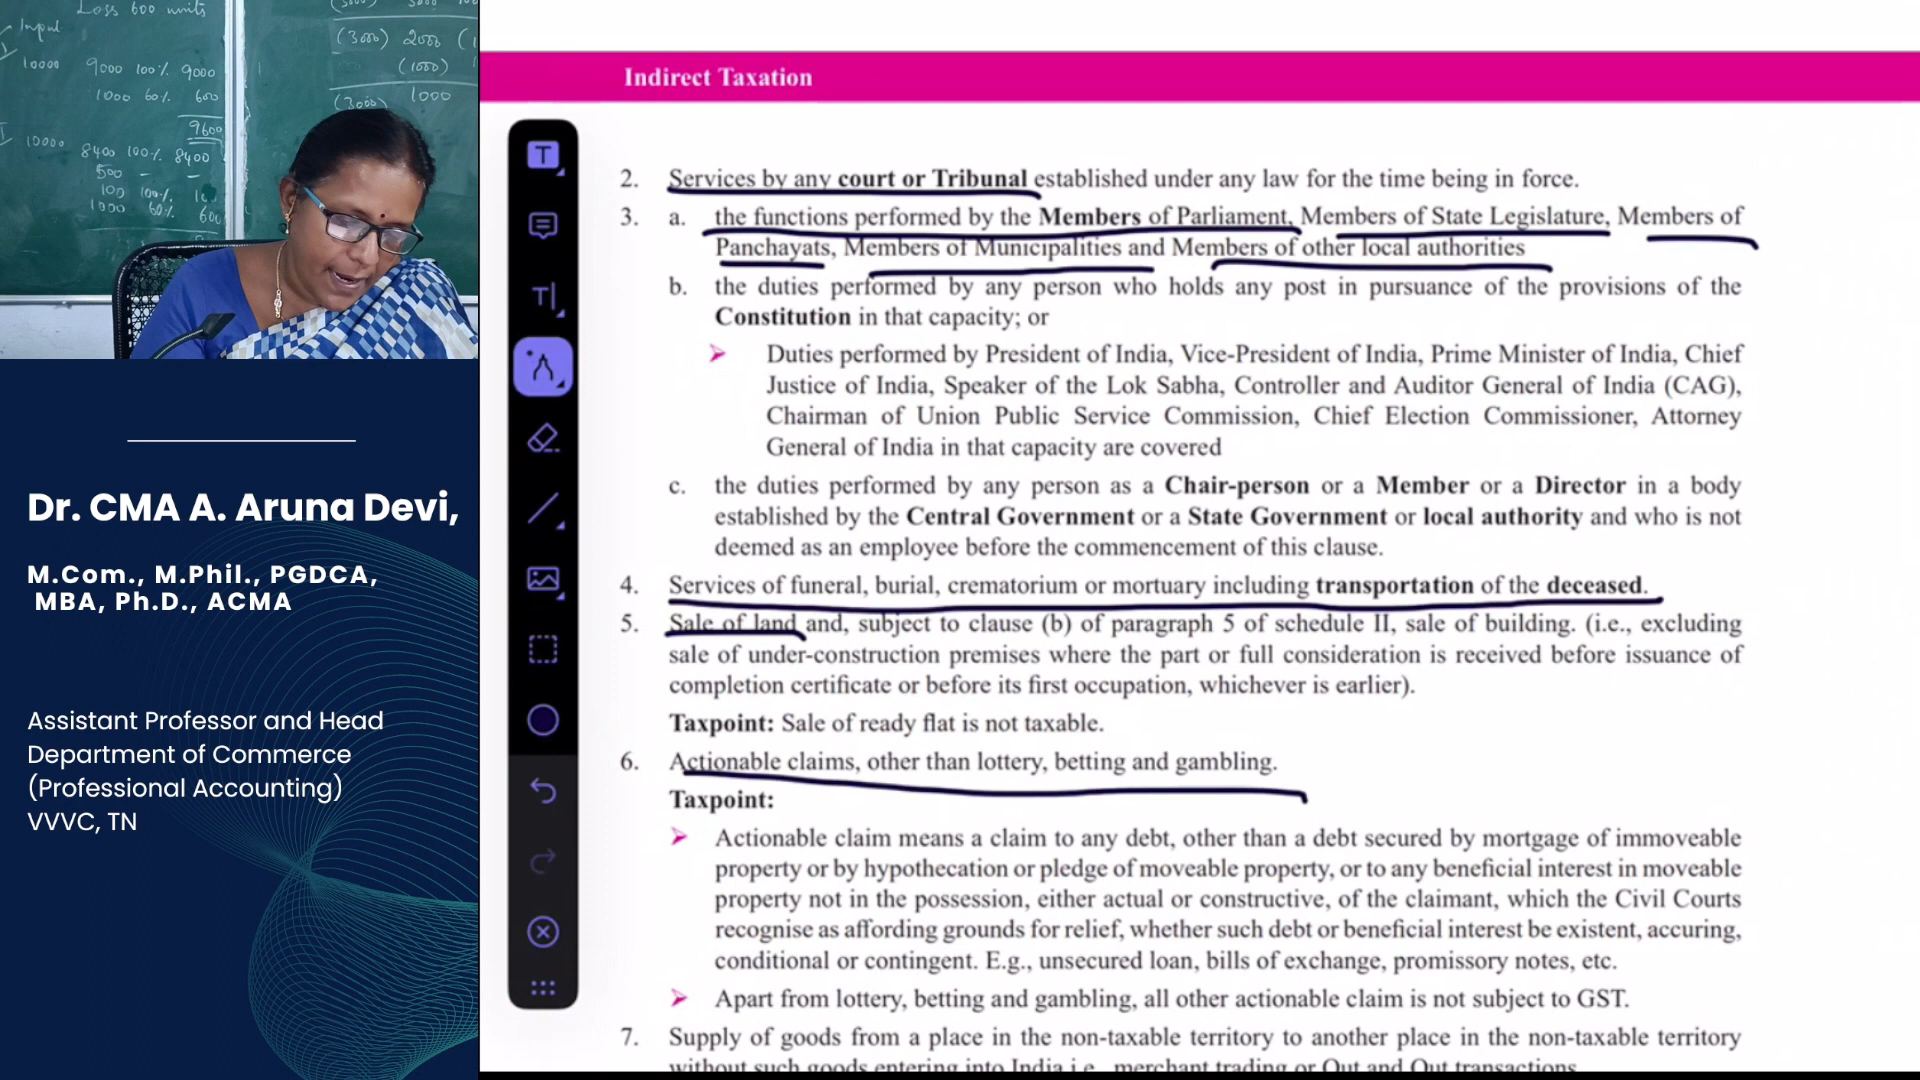 Loss 600 units
Input
10000 9000 100% 9000
1000 60% 600
9600
10000 8400 100% 8400
500 - -
100 100%
1000 60% 600
(3000) 2000
(1000)
(3000) 1000
Dr. CMA A. Aruna Devi,
M.Com., M.Phil., PGDCA,
MBA, Ph.D., ACMA
Assistant Professor and Head
Department of Commerce
(Professional Accounting)
VVVC, TN
Indirect Taxation
2. Services by any court or Tribunal established under any law for the time being in force.
3. a. the functions performed by the Members of Parliament, Members of State Legislature, Members of
Panchayats, Members of Municipalities and Members of other local authorities
b. the duties performed by any person who holds any post in pursuance of the provisions of the
Constitution in that capacity; or
➤ Duties performed by President of India, Vice-President of India, Prime Minister of India, Chief
Justice of India, Speaker of the Lok Sabha, Controller and Auditor General of India (CAG),
Chairman of Union Public Service Commission, Chief Election Commissioner, Attorney
General of India in that capacity are covered
c. the duties performed by any person as a Chair-person or a Member or a Director in a body
established by the Central Government or a State Government or local authority and who is not
deemed as an employee before the commencement of this clause.
4. Services of funeral, burial, crematorium or mortuary including transportation of the deceased.
5. Sale of land and, subject to clause (b) of paragraph 5 of schedule II, sale of building. (i.e., excluding
sale of under-construction premises where the part or full consideration is received before issuance of
completion certificate or before its first occupation, whichever is earlier).
Taxpoint: Sale of ready flat is not taxable.
6. Actionable claims, other than lottery, betting and gambling.
Taxpoint:
➤ Actionable claim means a claim to any debt, other than a debt secured by mortgage of immoveable
property or by hypothecation or pledge of moveable property, or to any beneficial interest in moveable
property not in the possession, either actual or constructive, of the claimant, which the Civil Courts
recognise as affording grounds for relief, whether such debt or beneficial interest be existent, accuring,
conditional or contingent. E.g., unsecured loan, bills of exchange, promissory notes, etc.
➤ Apart from lottery, betting and gambling, all other actionable claim is not subject to GST.
7. Supply of goods from a place in the non-taxable territory to another place in the non-taxable territory
without such goods entering into India i.e., merchant trading or Out and Out transactions